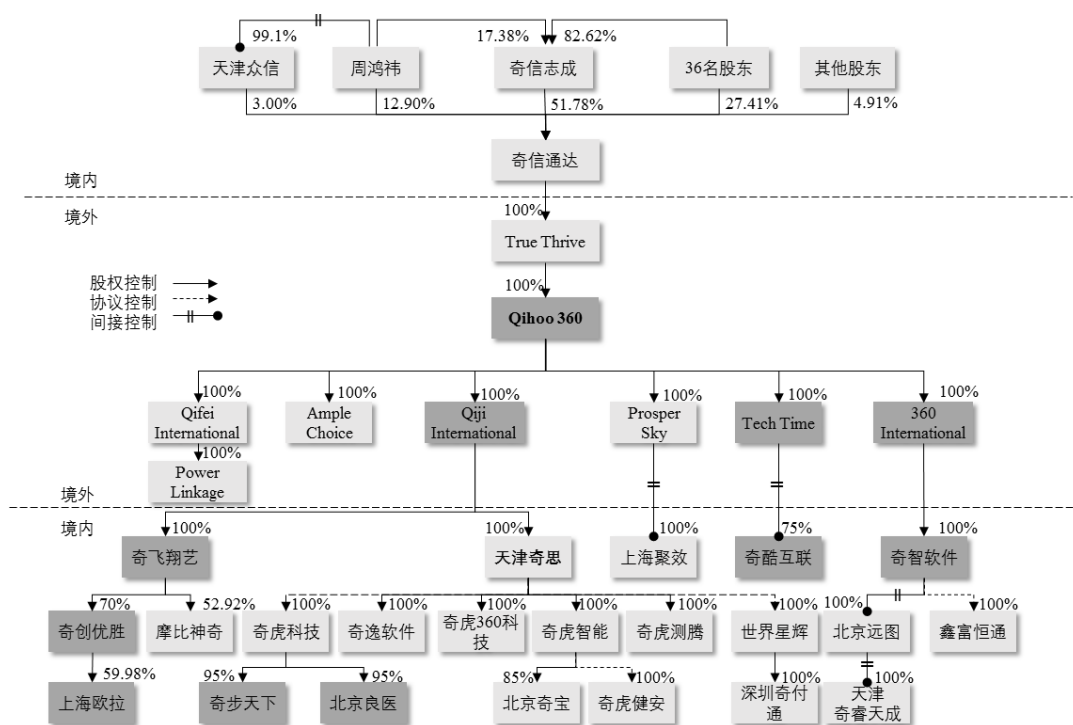 99.1%
17.38%
82.62%
天津众信
周鸿祎
奇信志成
36名股东
其他股东
3.00%
12.90%
51.78%
27.41%
4.91%
奇信通达
境内
境外
100%
True Thrive
股权控制
协议控制
间接控制
100%
Qihoo 360
100%
100%
100%
100%
100%
100%
Qifei
International
Ample
Choice
Qiji
International
Prosper
Sky
Tech Time
360
International
100%
Power
Linkage
境外
境内
100%
100%
100%
75%
100%
奇飞翔艺
天津奇思
上海聚效
奇酷互联
奇智软件
70%
52.92%
100%
100%
100%
100%
100%
100%
100%
100%
奇创优胜
摩比神奇
奇虎科技
奇逸软件
奇虎360科
技
奇虎智能
奇虎测腾
世界星辉
北京远图
鑫富恒通
59.98%
95%
95%
85%
100%
100%
100%
上海欧拉
奇步天下
北京良医
北京奇宝
奇虎健安
深圳奇付
通
天津
奇睿天成